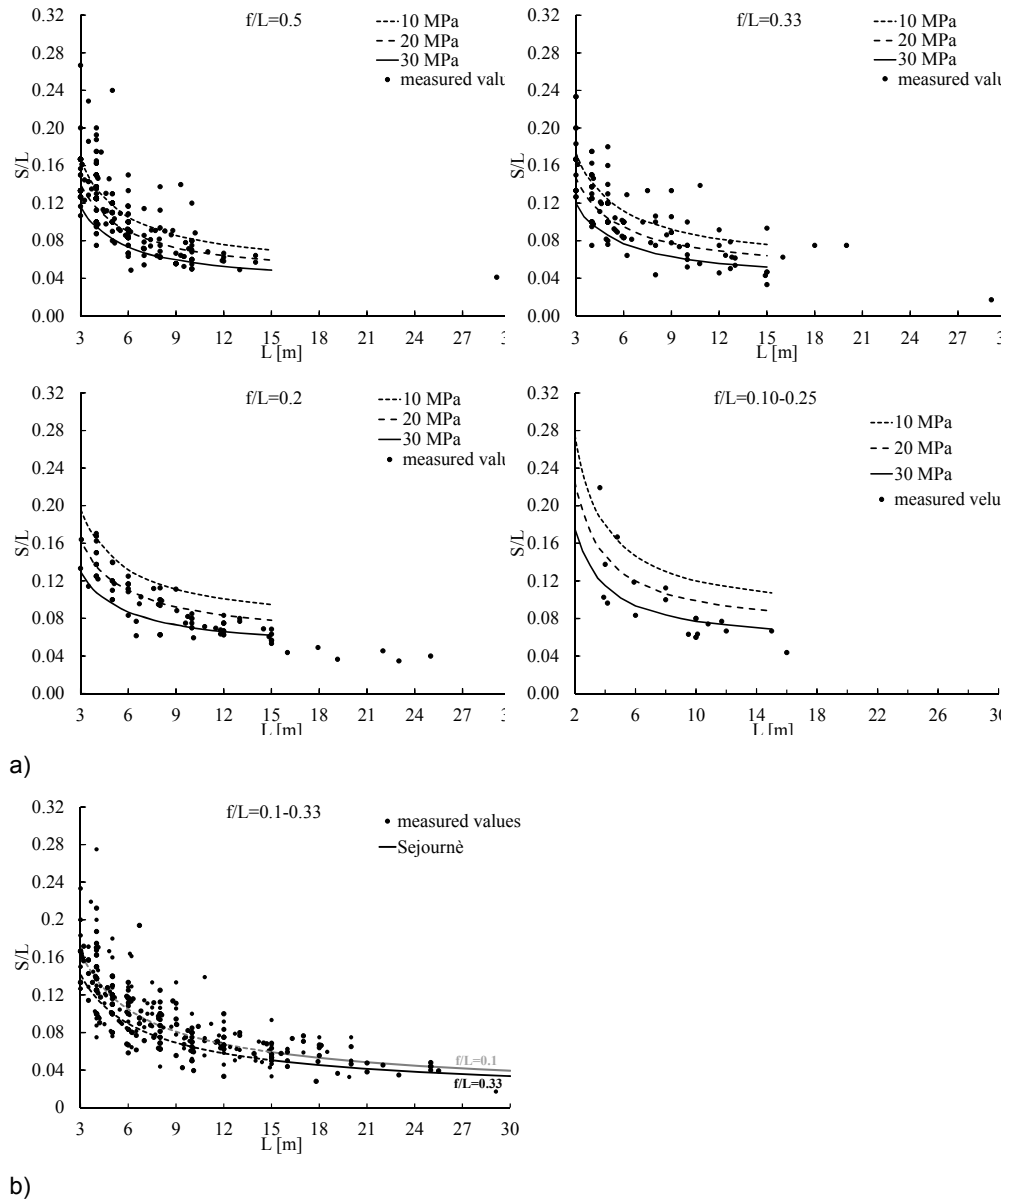 f/L=0.5
10 MPa
20 MPa
30 MPa
measured valu
0.32
0.28
0.24
0.20
0.16
0.12
0.08
0.04
0.00
S/L
3 6 9 12 15 18 21 24 27 3
L [m]
f/L=0.33
10 MPa
20 MPa
30 MPa
measured valu
0.32
0.28
0.24
0.20
0.16
0.12
0.08
0.04
0.00
S/L
3 6 9 12 15 18 21 24 27 3
L [m]
f/L=0.2
10 MPa
20 MPa
30 MPa
measured valu
0.32
0.28
0.24
0.20
0.16
0.12
0.08
0.04
0.00
S/L
3 6 9 12 15 18 21 24 27 3
L [m]
f/L=0.10-0.25
10 MPa
20 MPa
30 MPa
measured velu
0.32
0.28
0.24
0.20
0.16
0.12
0.08
0.04
0.00
S/L
2 6 10 14 18 22 26 30
L [m]
a)
f/L=0.1-0.33
measured values
Sejournè
0.32
0.28
0.24
0.2
0.16
0.12
0.08
0.04
0
S/L
f/L=0.1
f/L=0.33
3 6 9 12 15 18 21 24 27 30
L [m]
b)